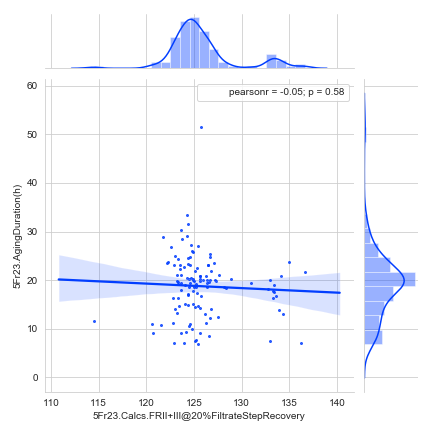 pearsonr = -0.05; p = 0.58
60
50
40
30
20
10
0
5Fr23.AgingDuration(h)
110 115 120 125 130 135 140
5Fr23.Calcs.FRII+III@20%FiltrateStepRecovery